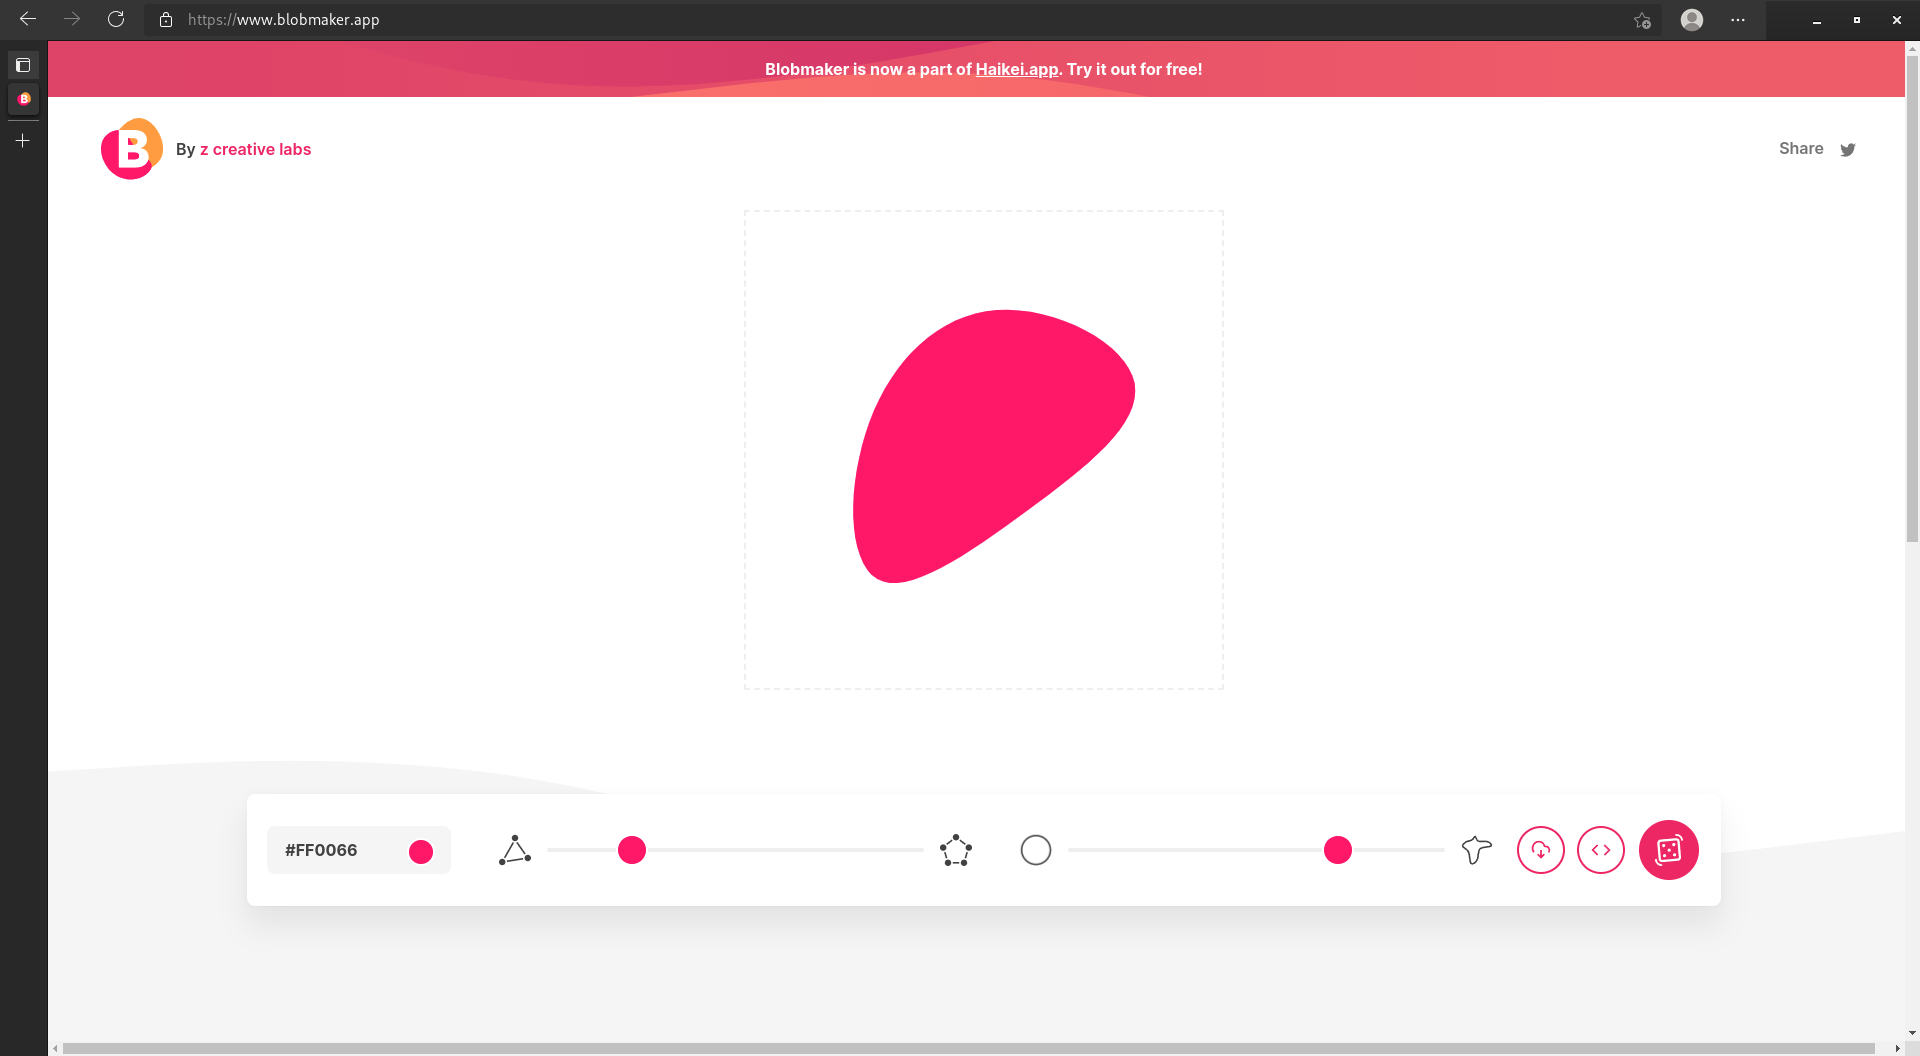 https://www.blobmaker.app
Blobmaker is now a part of Haikei.app. Try it out for free!
B
B By z creative labs
Share
#FF0066